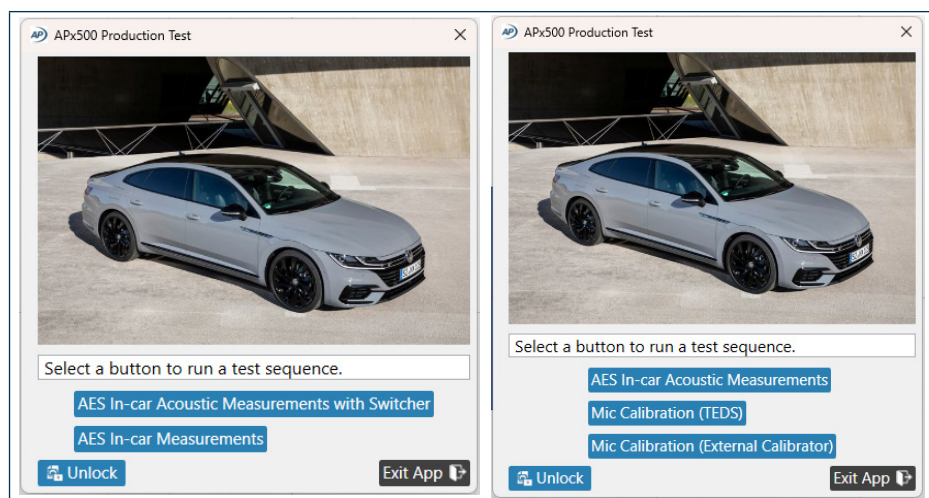 AP APx500 Production Test
Select a button to run a test sequence.
AES In-car Acoustic Measurements with Switcher
AES In-car Measurements
Unlock
Exit App
AP APx500 Production Test
Select a button to run a test sequence.
AES In-car Acoustic Measurements
Mic Calibration (TEDS)
Mic Calibration (External Calibrator)
Unlock
Exit App